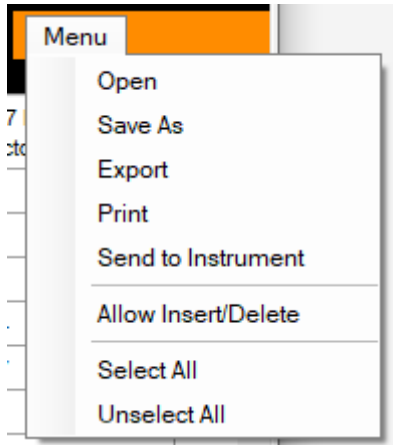 Menu
Open
Save As
Export
Print
Send to Instrument
Allow Insert/Delete
Select All
Unselect All